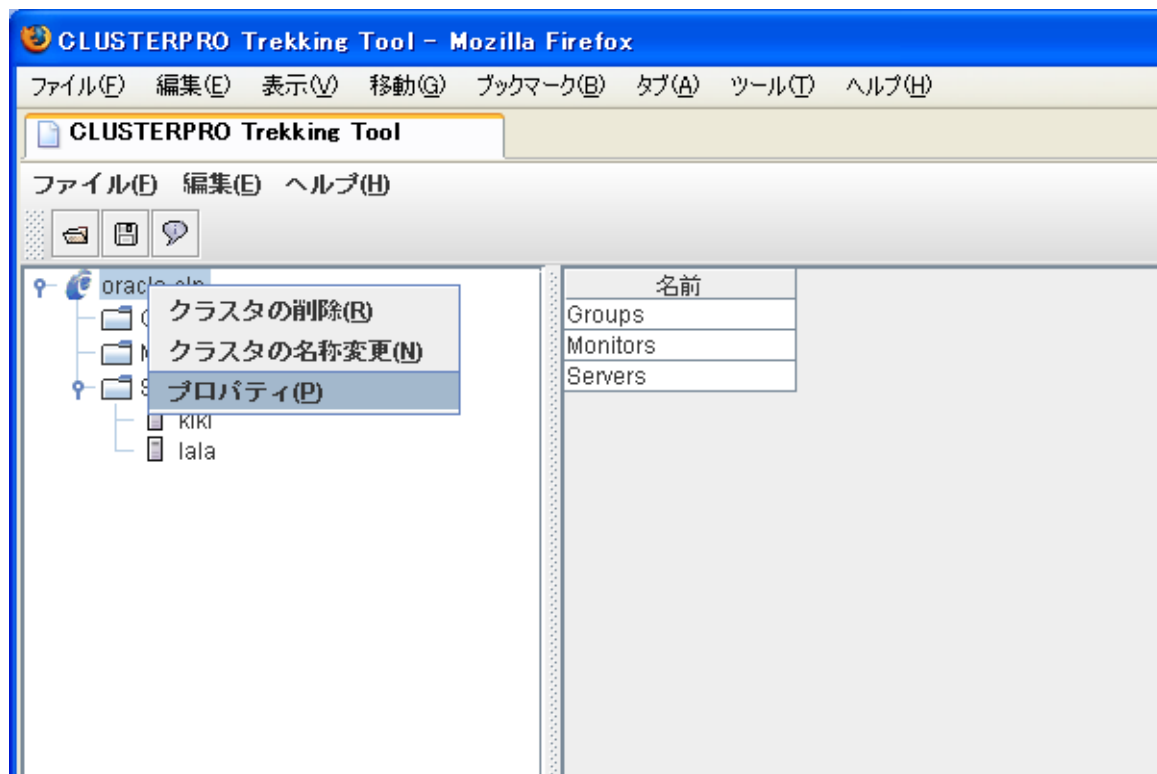 CLUSTERPRO Trekking Tool - Mozilla Firefox
ファイル(F) 編集(E) 表示(V) 移動(G) ブックマーク(B) タブ(A) ツール(T) ヘルプ(H)
CLUSTERPRO Trekking Tool
ファイル(F) 編集(E) ヘルプ(H)
クラスタの削除(R)
クラスタの名称変更(N)
プロパティ(P)
kiki
lala
名前
Groups
Monitors
Servers